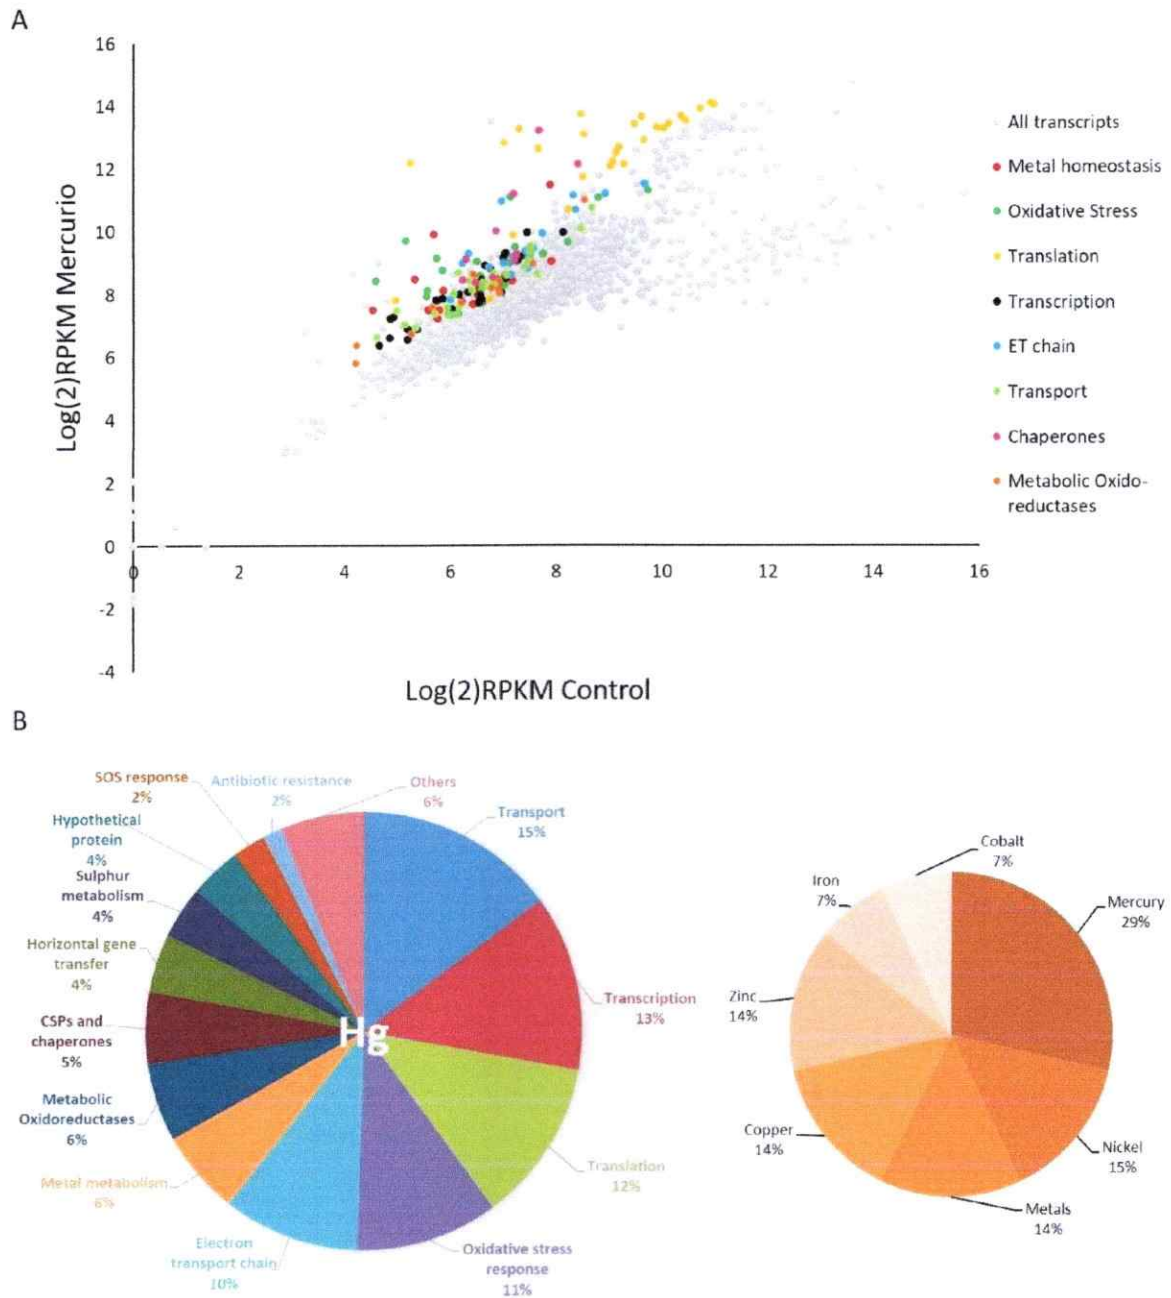 A
16
14
12
10
8
6
4
2
0
-2
-4
Log(2)RPKM Mercurio
0 2 4 6 8 10 12 14 16
Log(2)RPKM Control
All transcripts
Metal homeostasis
Oxidative Stress
Translation
Transcription
ET chain
Transport
Chaperones
Metabolic Oxido-
reductases
B
SOS response
2%
Antibiotic resistance
2%
Others
6%
Transport
15%
Hypothetical
protein
4%
Sulphur
metabolism
4%
Horizontal gene
transfer
4%
CSPs and
chaperones
5%
Metabolic
Oxidoreductases
6%
Metal metabolism
6%
Electron
transport chain
10%
Oxidative stress
response
11%
Translation
12%
Transcription
13%
Hg
Cobalt
7%
Iron
7%
Mercury
29%
Zinc
14%
Copper
14%
Nickel
15%
Metals
14%